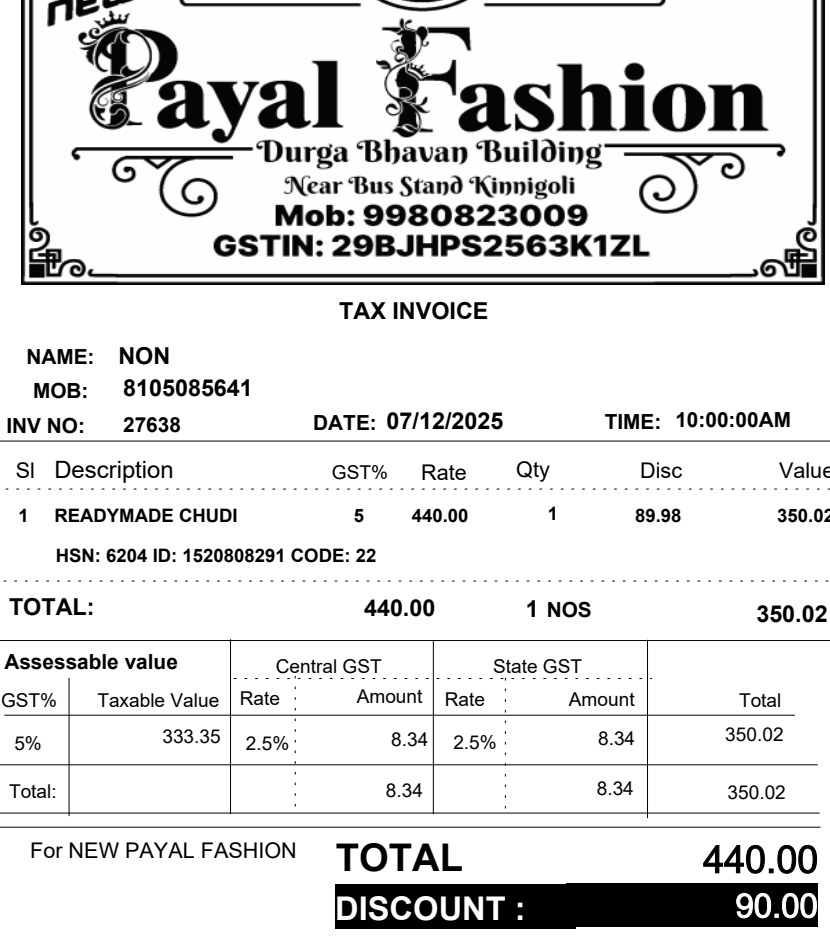 new
Payal Fashion
Durga Bhavan Building
Near Bus Stand Kinnigoli
Mob: 9980823009
GSTIN: 29BJHPS2563K1ZL
TAX INVOICE
NAME: NON
MOB: 8105085641
INV NO: 27638 DATE: 07/12/2025 TIME: 10:00:00AM
Sl Description GST% Rate Qty Disc Value
1 READYMADE CHUDI 5 440.00 1 89.98 350.02
HSN: 6204 ID: 1520808291 CODE: 22
TOTAL: 440.00 1 NOS 350.02
Assessable value Central GST State GST
GST% Taxable Value Rate Amount Rate Amount Total
5% 333.35 2.5% 8.34 2.5% 8.34 350.02
Total: 8.34 8.34 350.02
For NEW PAYAL FASHION TOTAL 440.00
DISCOUNT : 90.00